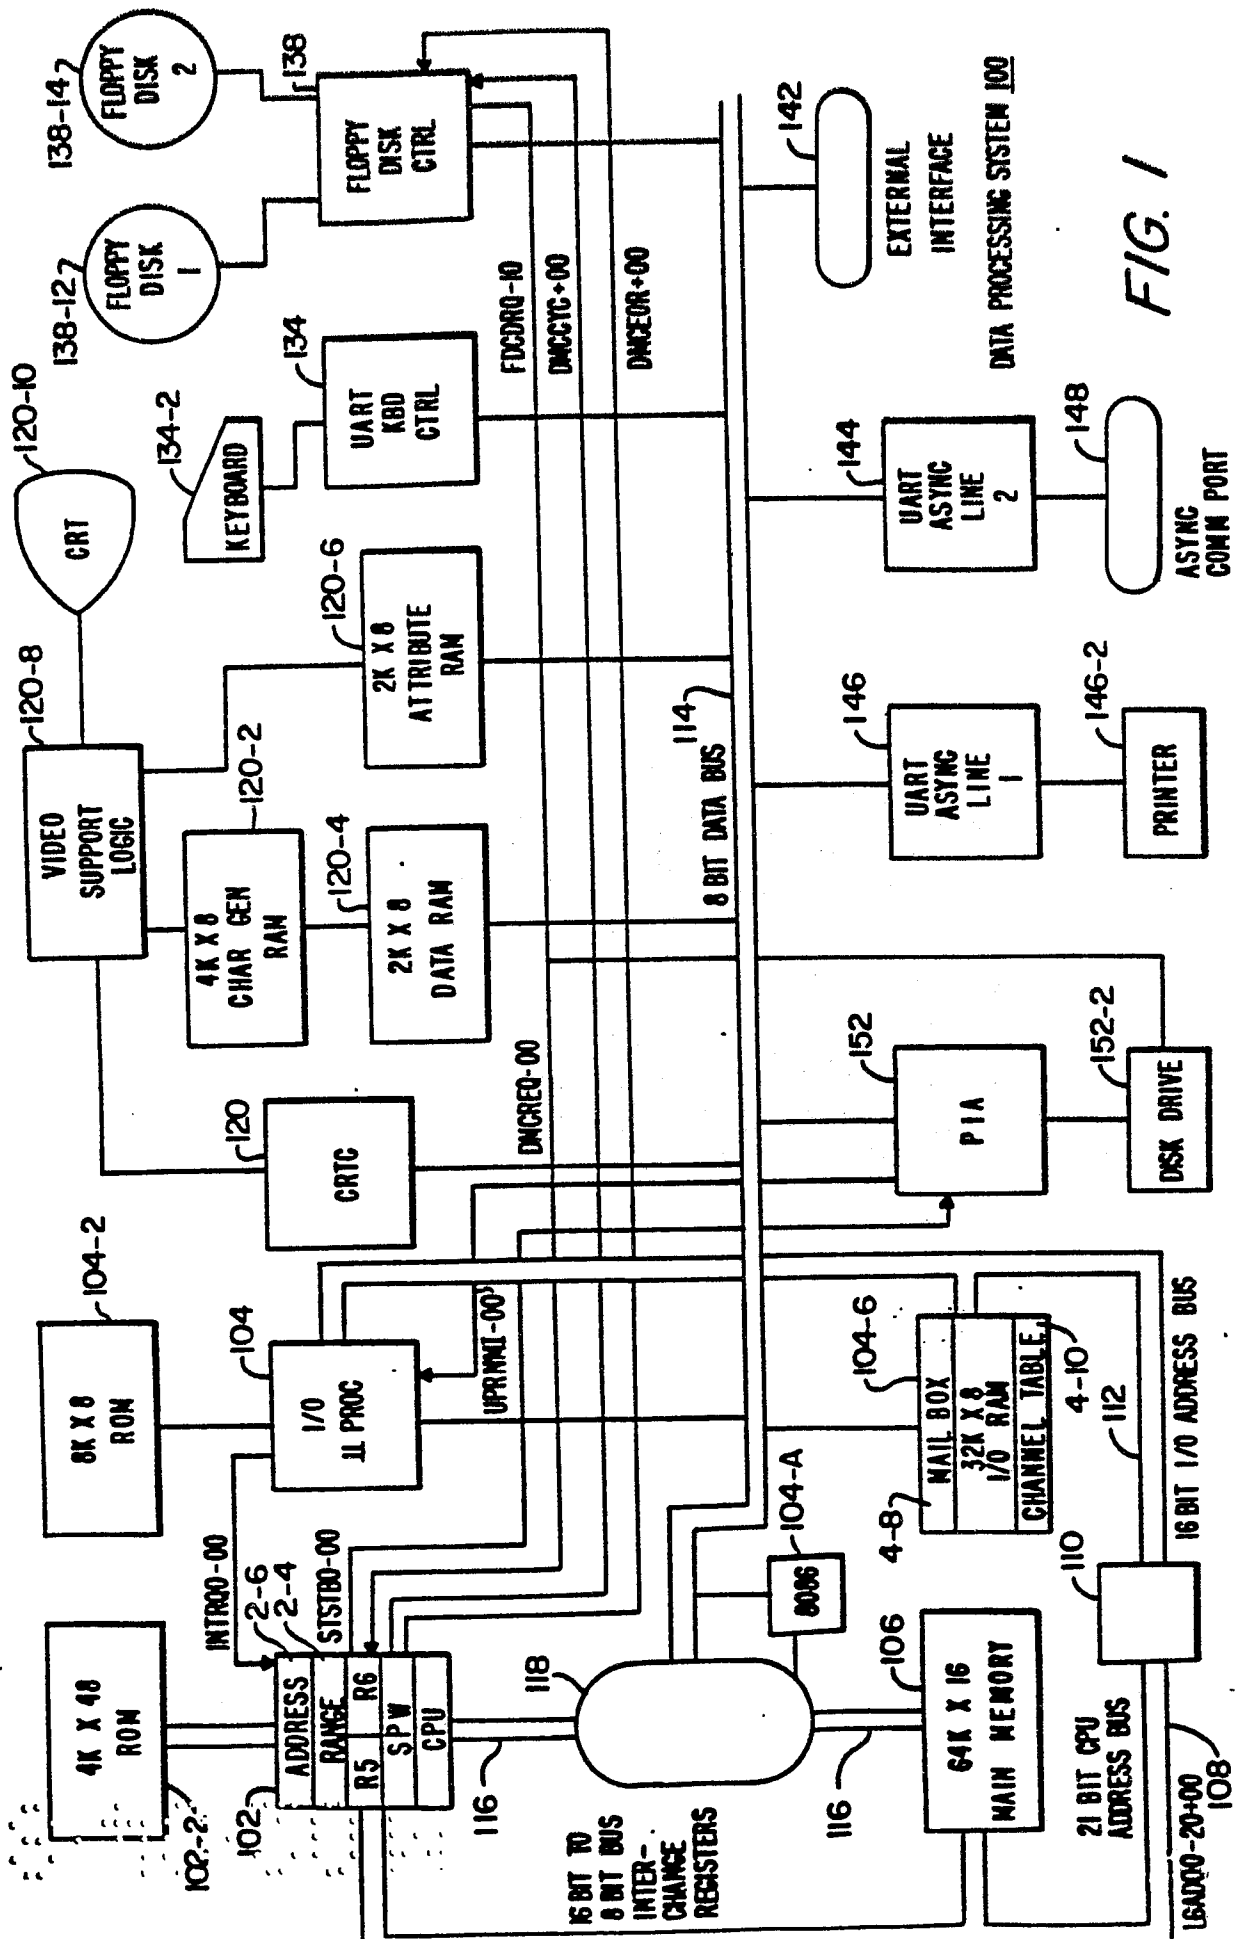 4K X 48
ROM
102-2
8K X 8
ROM
104-2
VIDEO
SUPPORT
LOGIC
120-8
CRT
120-10
FLOPPY
DISK
1
138-12
FLOPPY
DISK
2
138-14
INTRQ0-00
102
ADDRESS
RANGE
R5
R6
SPW
CPU
2-6
2-4
STSTB0-00
I/O
µ PROC
104
UPRNMI-00
CRTC
120
4K X 8
CHAR GEN
RAM
120-2
2K X 8
DATA RAM
120-4
2K X 8
ATTRIBUTE
RAM
120-6
KEYBOARD
134-2
UART
KBD
CTRL
134
FLOPPY
DISK
CTRL
138
DMCREQ-00
FDCDRQ-10
DMCCYC+00
DMCEOR+00
116
118
16 BIT TO
8 BIT BUS
INTER-
CHANGE
REGISTERS
116
8086
104-A
8 BIT DATA BUS
114
64K X 16
MAIN MEMORY
106
MAIL BOX
32K X 8
I/O RAM
CHANNEL TABLE
4-8
104-6
4-10
PIA
152
DISK DRIVE
152-2
UART
ASYNC
LINE
1
146
PRINTER
146-2
UART
ASYNC
LINE
2
144
148
ASYNC
COMM PORT
142
EXTERNAL
INTERFACE
21 BIT CPU
ADDRESS BUS
110
112
16 BIT I/O ADDRESS BUS
LGAD00-20+00
108
DATA PROCESSING SYSTEM 100
FIG. 1